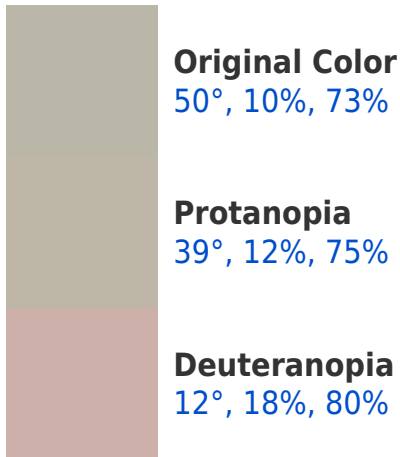 Original Color
50°, 10%, 73%
Protanopia
39°, 12%, 75%
Deuteranopia
12°, 18%, 80%